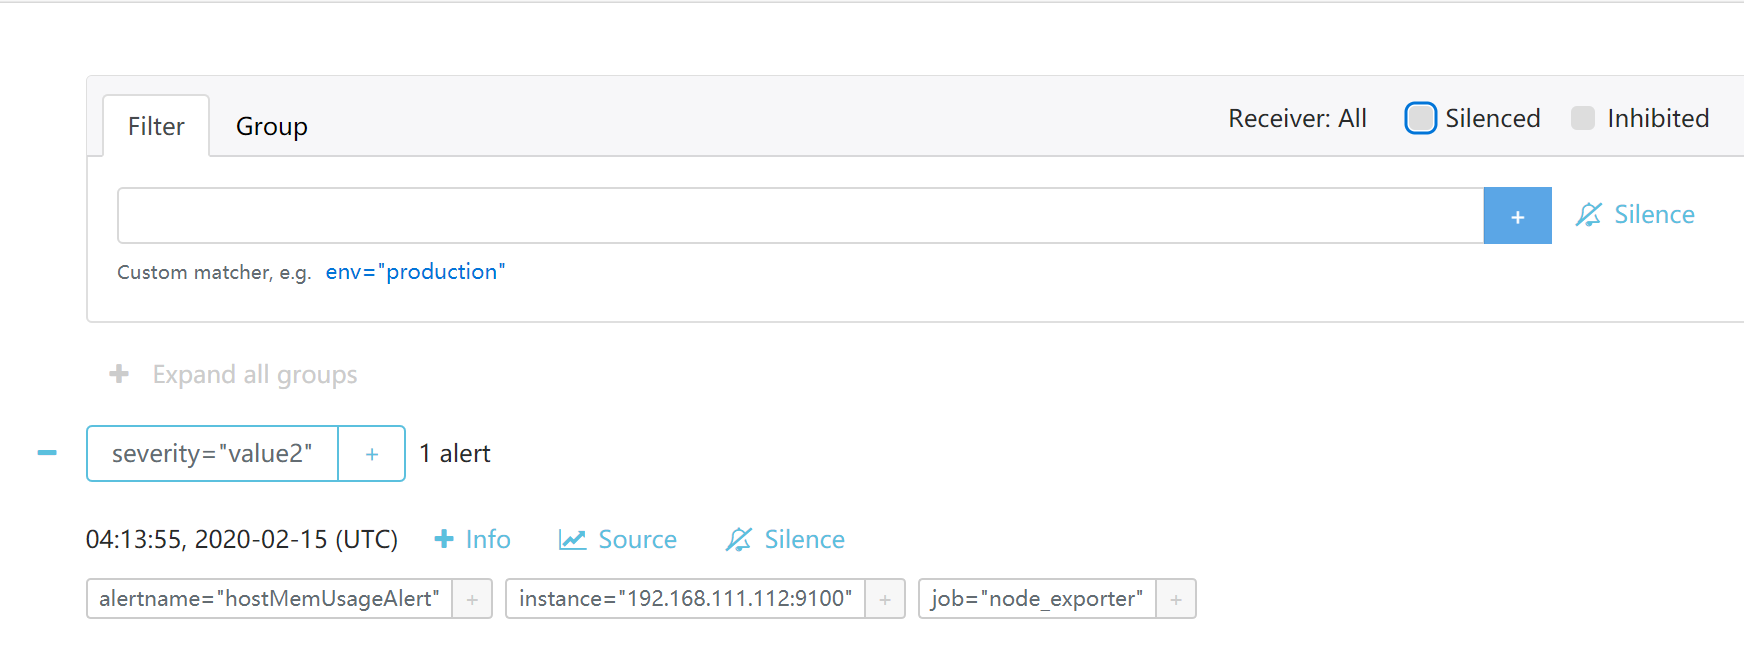 Filter Group Receiver: All Silenced Inhibited
+ Silence
Custom matcher, e.g. env="production"
+ Expand all groups
severity="value2" + 1 alert
04:13:55, 2020-02-15 (UTC) + Info Source Silence
alertname="hostMemUsageAlert" + instance="192.168.111.112:9100" + job="node_exporter" +